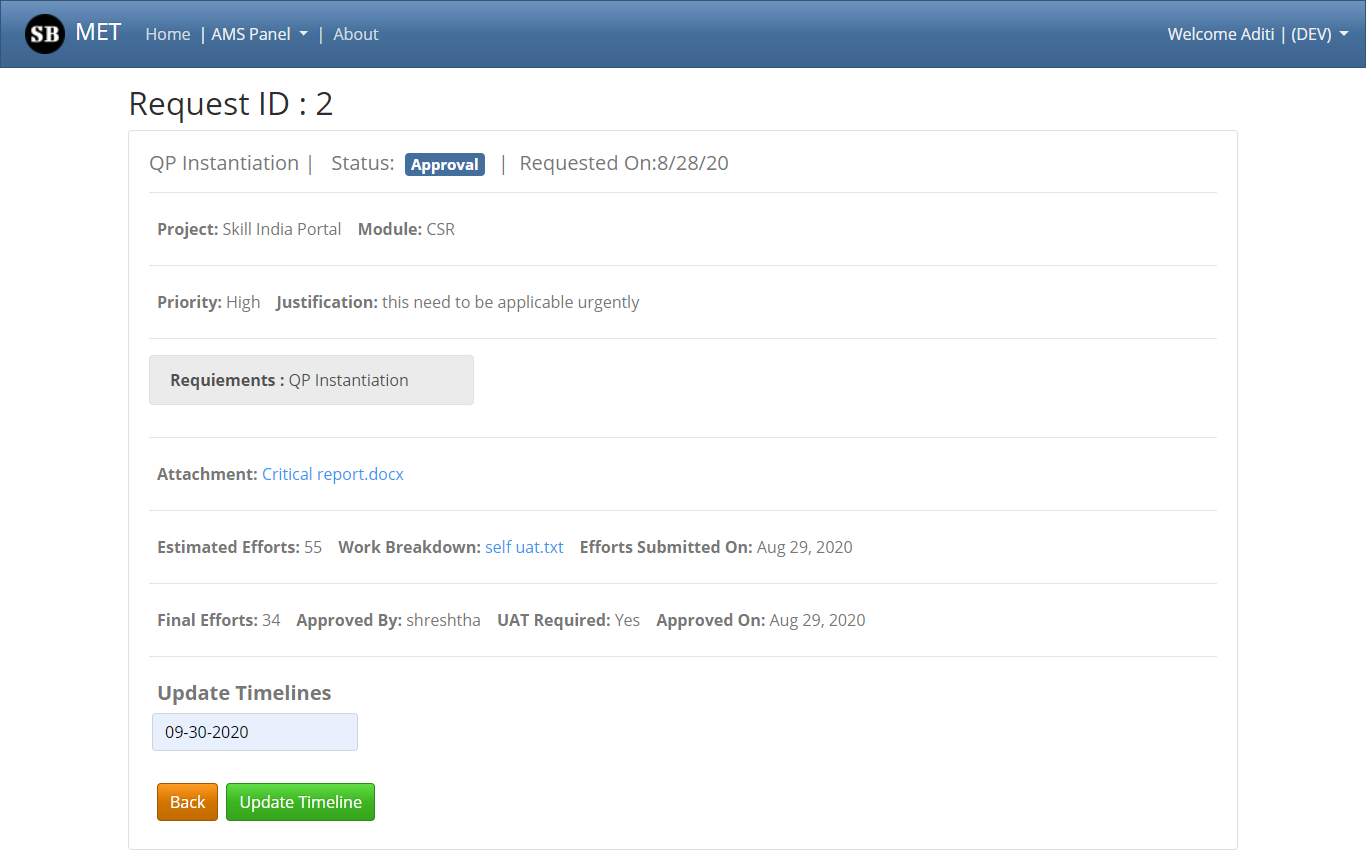 SB MET Home | AMS Panel | About Welcome Aditi | (DEV)
Request ID : 2
QP Instantiation | Status: Approval | Requested On:8/28/20
Project: Skill India Portal Module: CSR
Priority: High Justification: this need to be applicable urgently
Requiements : QP Instantiation
Attachment: Critical report.docx
Estimated Efforts: 55 Work Breakdown: self uat.txt Efforts Submitted On: Aug 29, 2020
Final Efforts: 34 Approved By: shreshtha UAT Required: Yes Approved On: Aug 29, 2020
Update Timelines
09-30-2020
Back Update Timeline